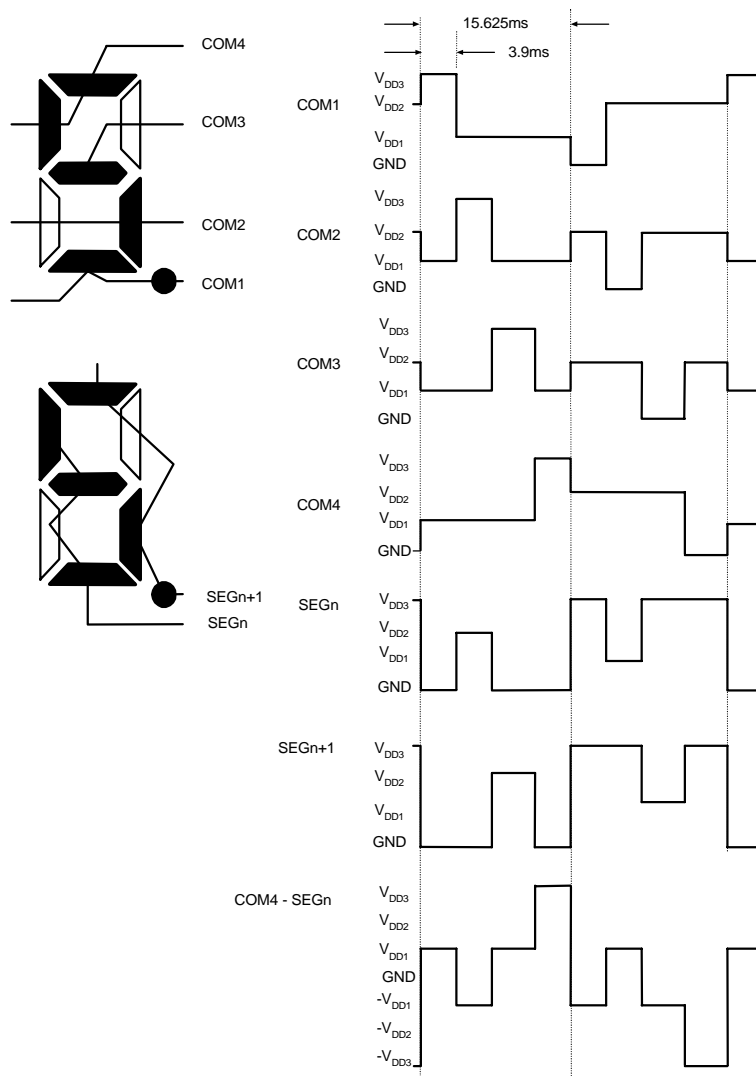 COM4
COM3
COM2
COM1
SEGn+1
SEGn
15.625ms
3.9ms
COM1
VDD3
VDD2
VDD1
GND
COM2
VDD3
VDD2
VDD1
GND
COM3
VDD3
VDD2
VDD1
GND
COM4
VDD3
VDD2
VDD1
GND
SEGn
VDD3
VDD2
VDD1
GND
SEGn+1
VDD3
VDD2
VDD1
GND
COM4 - SEGn
VDD3
VDD2
VDD1
GND
-VDD1
-VDD2
-VDD3